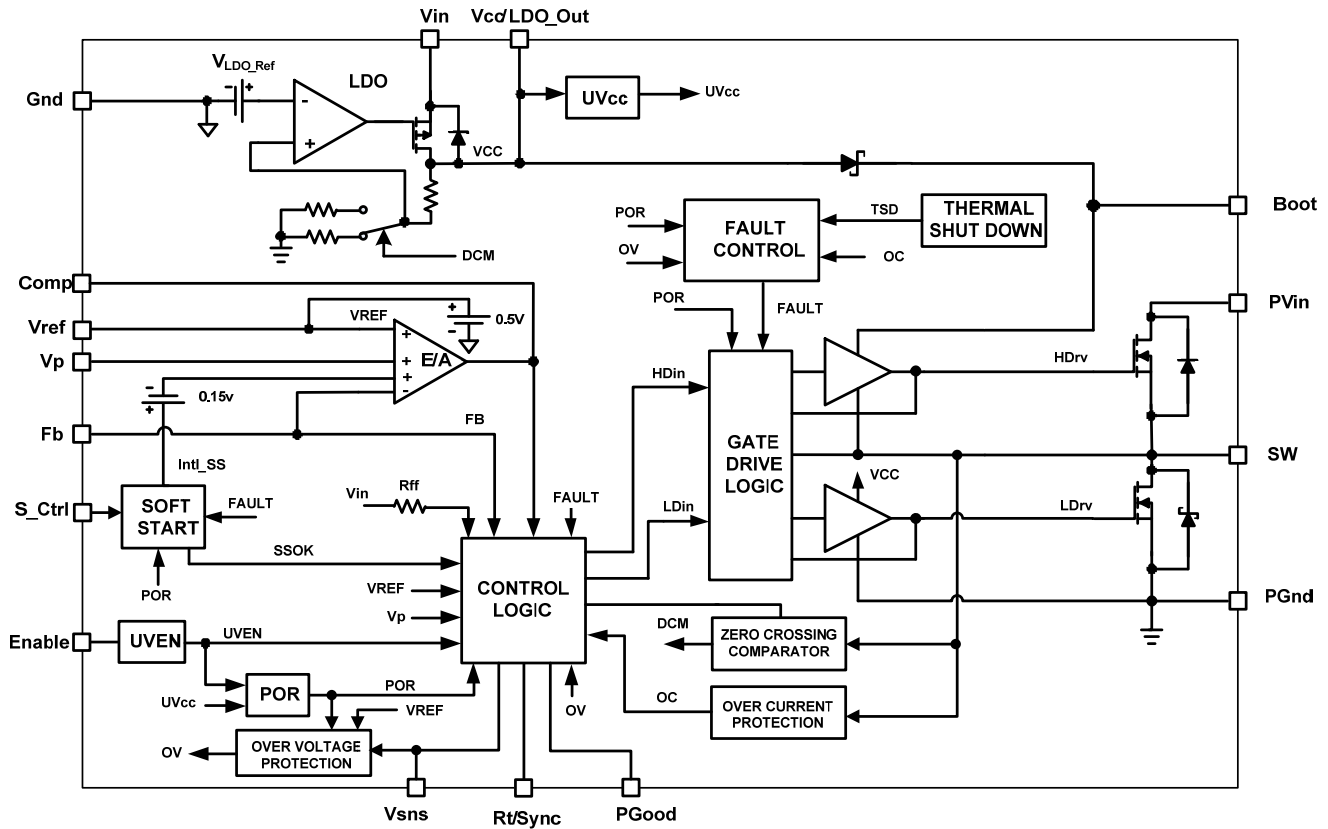 Vin
Vcc/LDO_Out
VLDO_Ref
- +
LDO
Gnd
-
+
UVcc
UVcc
VCC
Boot
DCM
POR
OV
FAULT CONTROL
TSD
THERMAL SHUT DOWN
OC
Comp
Vref
VREF
+
-
0.5V
POR
FAULT
PVin
Vp
+
+
+
-
E/A
-
+
0.15v
HDin
HDrv
Fb
FB
GATE DRIVE LOGIC
SW
Intl_SS
Vin
Rff
VCC
S_Ctrl
SOFT START
FAULT
FAULT
LDin
LDrv
SSOK
POR
VREF
CONTROL LOGIC
PGnd
Vp
Enable
UVEN
UVEN
DCM
ZERO CROSSING COMPARATOR
UVcc
POR
POR
VREF
OV
OC
OVER CURRENT PROTECTION
OV
OVER VOLTAGE PROTECTION
Vsns
Rt/Sync
PGood